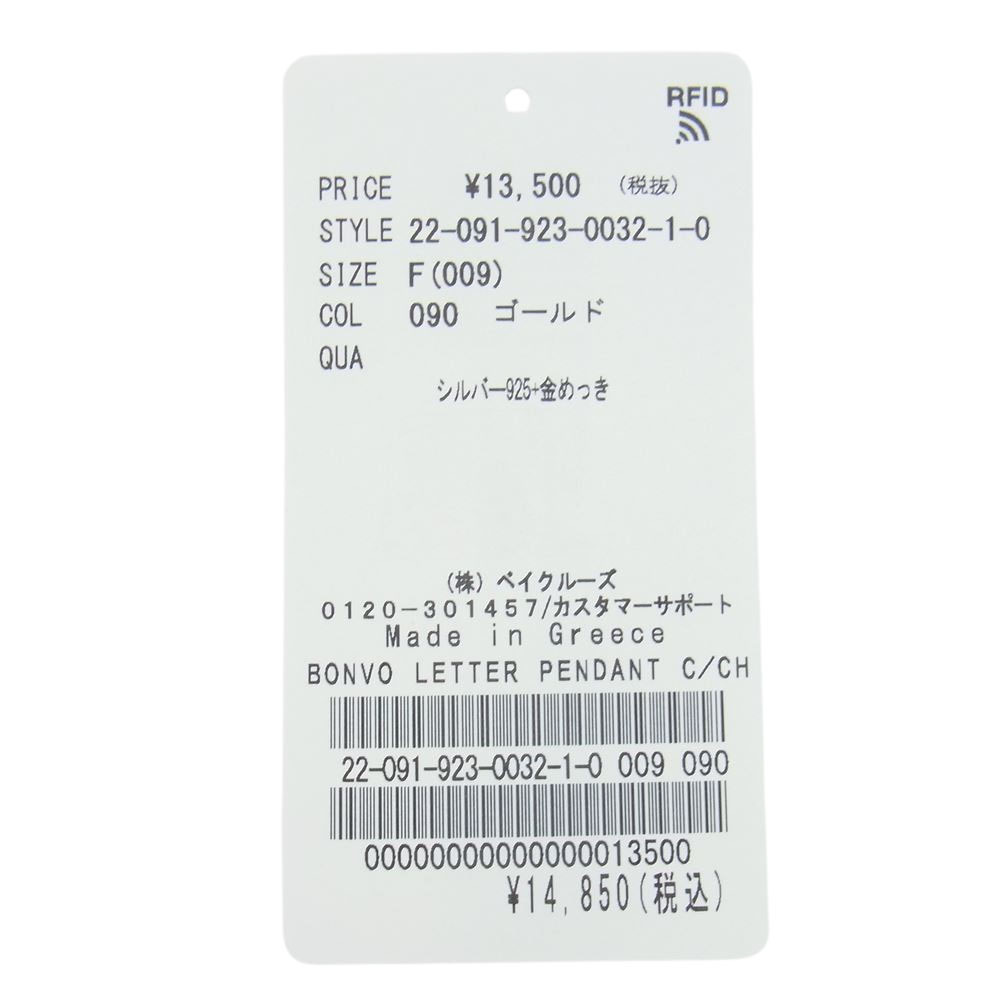 RFID
PRICE ¥13,500 (税抜)
STYLE 22-091-923-0032-1-0
SIZE F(009)
COL 090 ゴールド
QUA
シルバー925+金めっき
(株)ベイクルーズ
0120-301457/カスタマーサポート
Made in Greece
BONVO LETTER PENDANT C/CH
22-091-923-0032-1-0 009 090
00000000000000013500
¥14,850(税込)